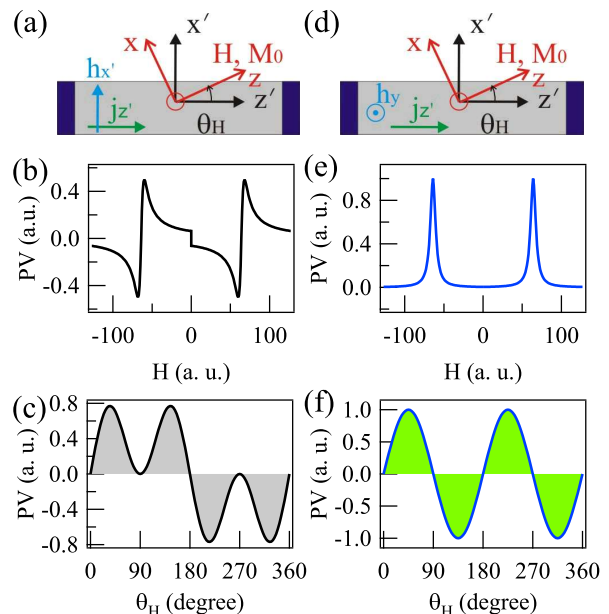 (a)
x
x′
H, M₀
z
z′
θH
hx′
jz′
(d)
x
x′
H, M₀
z
z′
θH
hy
jz′
(b)
PV (a.u.)
0.4
0.0
-0.4
-100
0
100
H (a. u.)
(e)
PV (a.u.)
0.8
0.4
0.0
-100
0
100
H (a. u.)
(c)
PV (a. u.)
0.8
0.4
0.0
-0.4
-0.8
0
90
180
270
360
θH (degree)
(f)
PV (a. u.)
1.0
0.5
0.0
-0.5
-1.0
0
90
180
270
360
θH (degree)